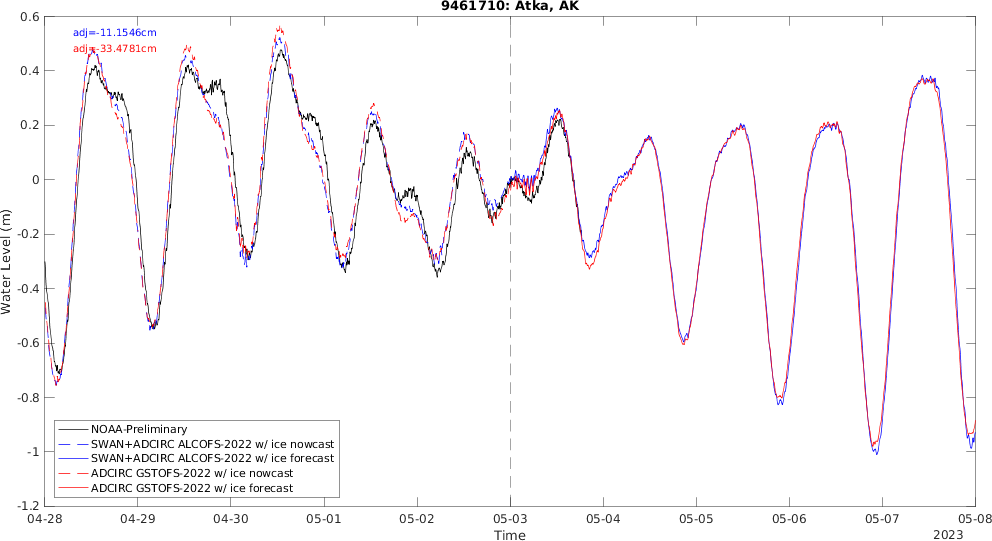 9461710: Atka, AK
adj=-11.1546cm
adj=-33.4781cm
0.6
0.4
0.2
0
-0.2
-0.4
-0.6
-0.8
-1
-1.2
Water Level (m)
NOAA-Preliminary
SWAN+ADCIRC ALCOFS-2022 w/ ice nowcast
SWAN+ADCIRC ALCOFS-2022 w/ ice forecast
ADCIRC GSTOFS-2022 w/ ice nowcast
ADCIRC GSTOFS-2022 w/ ice forecast
04-28 04-29 04-30 05-01 05-02 05-03 05-04 05-05 05-06 05-07 05-08
Time
2023